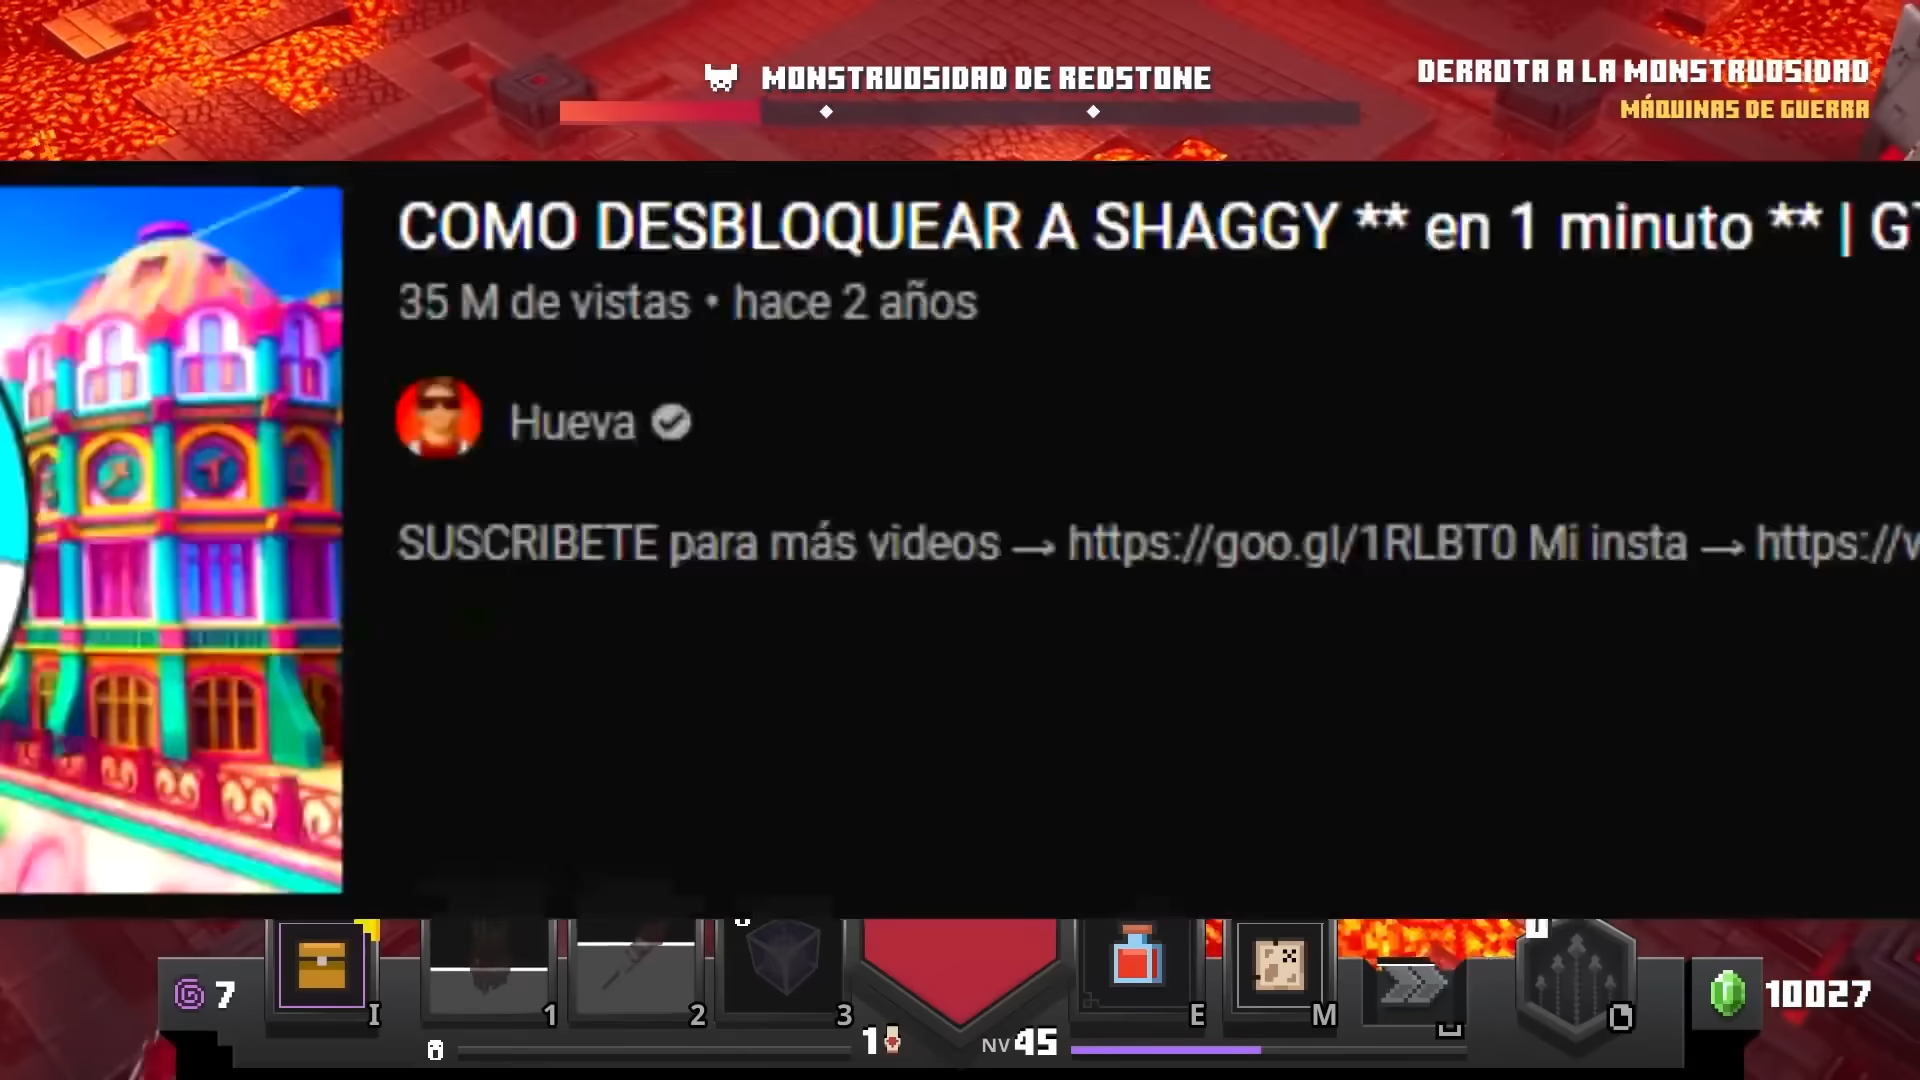 MONSTRUOSIDAD DE REDSTONE
DERROTA A LA MONSTRUOSIDAD
MÁQUINAS DE GUERRA
COMO DESBLOQUEAR A SHAGGY ** en 1 minuto ** | GT
35 M de vistas • hace 2 años
Hueva
SUSCRIBETE para más videos → https://goo.gl/1RLBT0 Mi insta → https://v
7
I
1
2
3
E
M
10027
1
NV 45